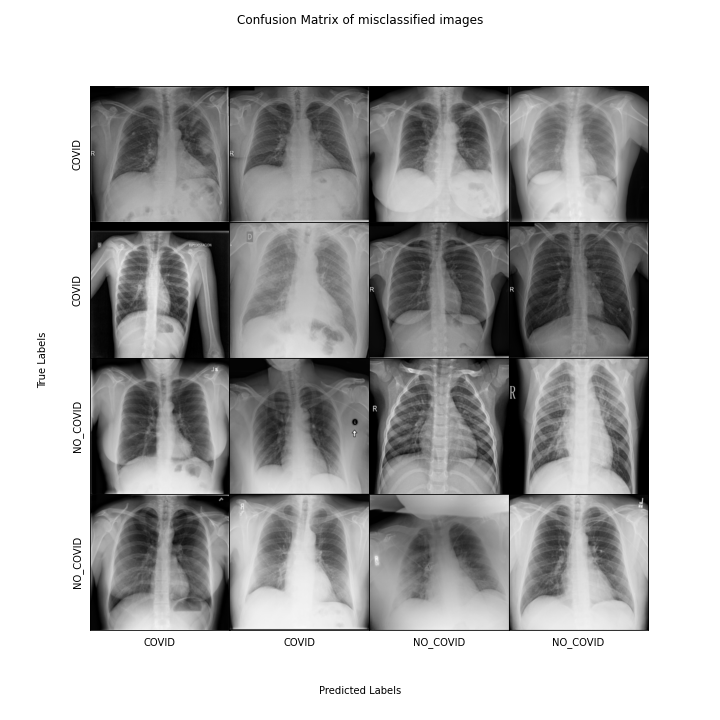 Confusion Matrix of misclassified images
COVID
R
R
COVID
D
R
R
True Labels
NO_COVID
R
R
NO_COVID
COVID
COVID
NO_COVID
NO_COVID
Predicted Labels